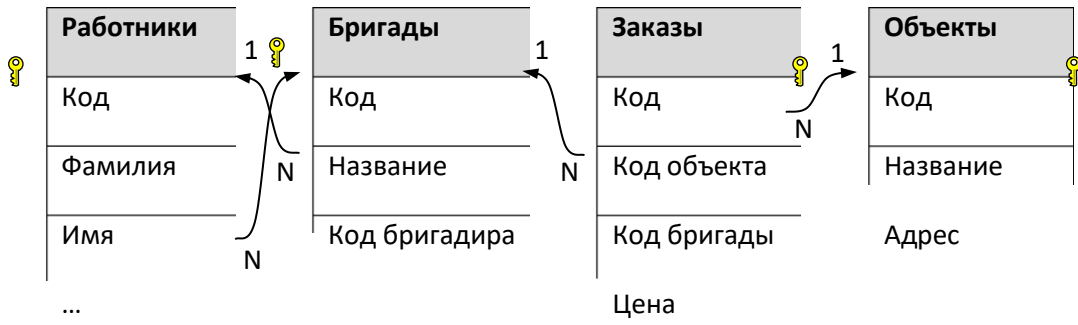 Работники
1
Бригады
1
Заказы
1
Объекты
Код
Код
Код
Код
N
Фамилия
N
Название
N
Код объекта
Название
Имя
Код бригадира
Код бригады
Адрес
N
...
Цена